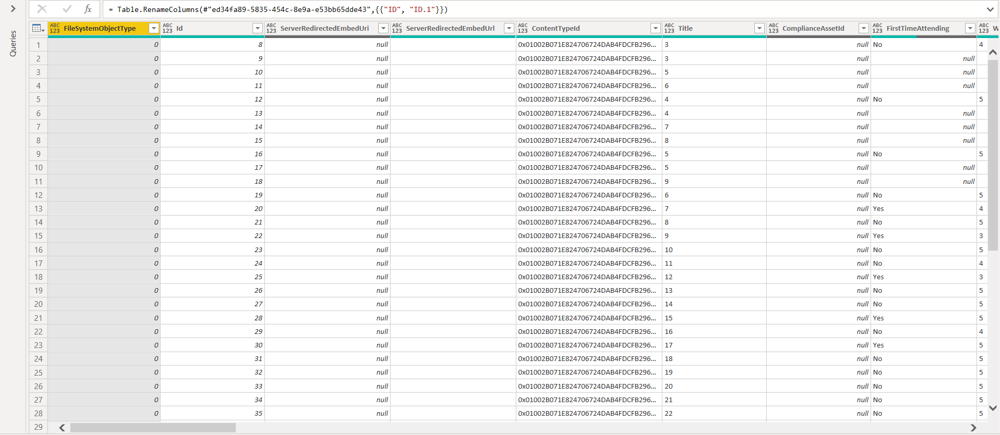 = Table.RenameColumns(#"ed34fa89-5835-454c-8e9a-e53bb65dde43",{{"ID", "ID.1"}})
Queries
ABC 123 FileSystemObjectType ABC 123 Id ABC 123 ServerRedirectedEmbedUri ABC 123 ServerRedirectedEmbedUrl ABC 123 ContentTypeId ABC 123 Title ABC 123 ComplianceAssetId ABC 123 FirstTimeAttending ABC 123 W
1 0 8 null 0x01002B071E824706724DAB4FDCFB296... 3 null No 4
2 0 9 null 0x01002B071E824706724DAB4FDCFB296... 3 null null
3 0 10 null 0x01002B071E824706724DAB4FDCFB296... 5 null null
4 0 11 null 0x01002B071E824706724DAB4FDCFB296... 6 null null
5 0 12 null 0x01002B071E824706724DAB4FDCFB296... 4 null No 5
6 0 13 null 0x01002B071E824706724DAB4FDCFB296... 4 null null
7 0 14 null 0x01002B071E824706724DAB4FDCFB296... 7 null null
8 0 15 null 0x01002B071E824706724DAB4FDCFB296... 8 null null
9 0 16 null 0x01002B071E824706724DAB4FDCFB296... 5 null No 5
10 0 17 null 0x01002B071E824706724DAB4FDCFB296... 5 null null
11 0 18 null 0x01002B071E824706724DAB4FDCFB296... 9 null null
12 0 19 null 0x01002B071E824706724DAB4FDCFB296... 6 null No 5
13 0 20 null 0x01002B071E824706724DAB4FDCFB296... 7 null Yes 4
14 0 21 null 0x01002B071E824706724DAB4FDCFB296... 8 null No 5
15 0 22 null 0x01002B071E824706724DAB4FDCFB296... 9 null Yes 3
16 0 23 null 0x01002B071E824706724DAB4FDCFB296... 10 null No 5
17 0 24 null 0x01002B071E824706724DAB4FDCFB296... 11 null No 4
18 0 25 null 0x01002B071E824706724DAB4FDCFB296... 12 null Yes 3
19 0 26 null 0x01002B071E824706724DAB4FDCFB296... 13 null No 5
20 0 27 null 0x01002B071E824706724DAB4FDCFB296... 14 null No 5
21 0 28 null 0x01002B071E824706724DAB4FDCFB296... 15 null Yes 5
22 0 29 null 0x01002B071E824706724DAB4FDCFB296... 16 null No 4
23 0 30 null 0x01002B071E824706724DAB4FDCFB296... 17 null Yes 5
24 0 31 null 0x01002B071E824706724DAB4FDCFB296... 18 null No 5
25 0 32 null 0x01002B071E824706724DAB4FDCFB296... 19 null No 5
26 0 33 null 0x01002B071E824706724DAB4FDCFB296... 20 null No 5
27 0 34 null 0x01002B071E824706724DAB4FDCFB296... 21 null No 5
28 0 35 null 0x01002B071E824706724DAB4FDCFB296... 22 null No 5
29